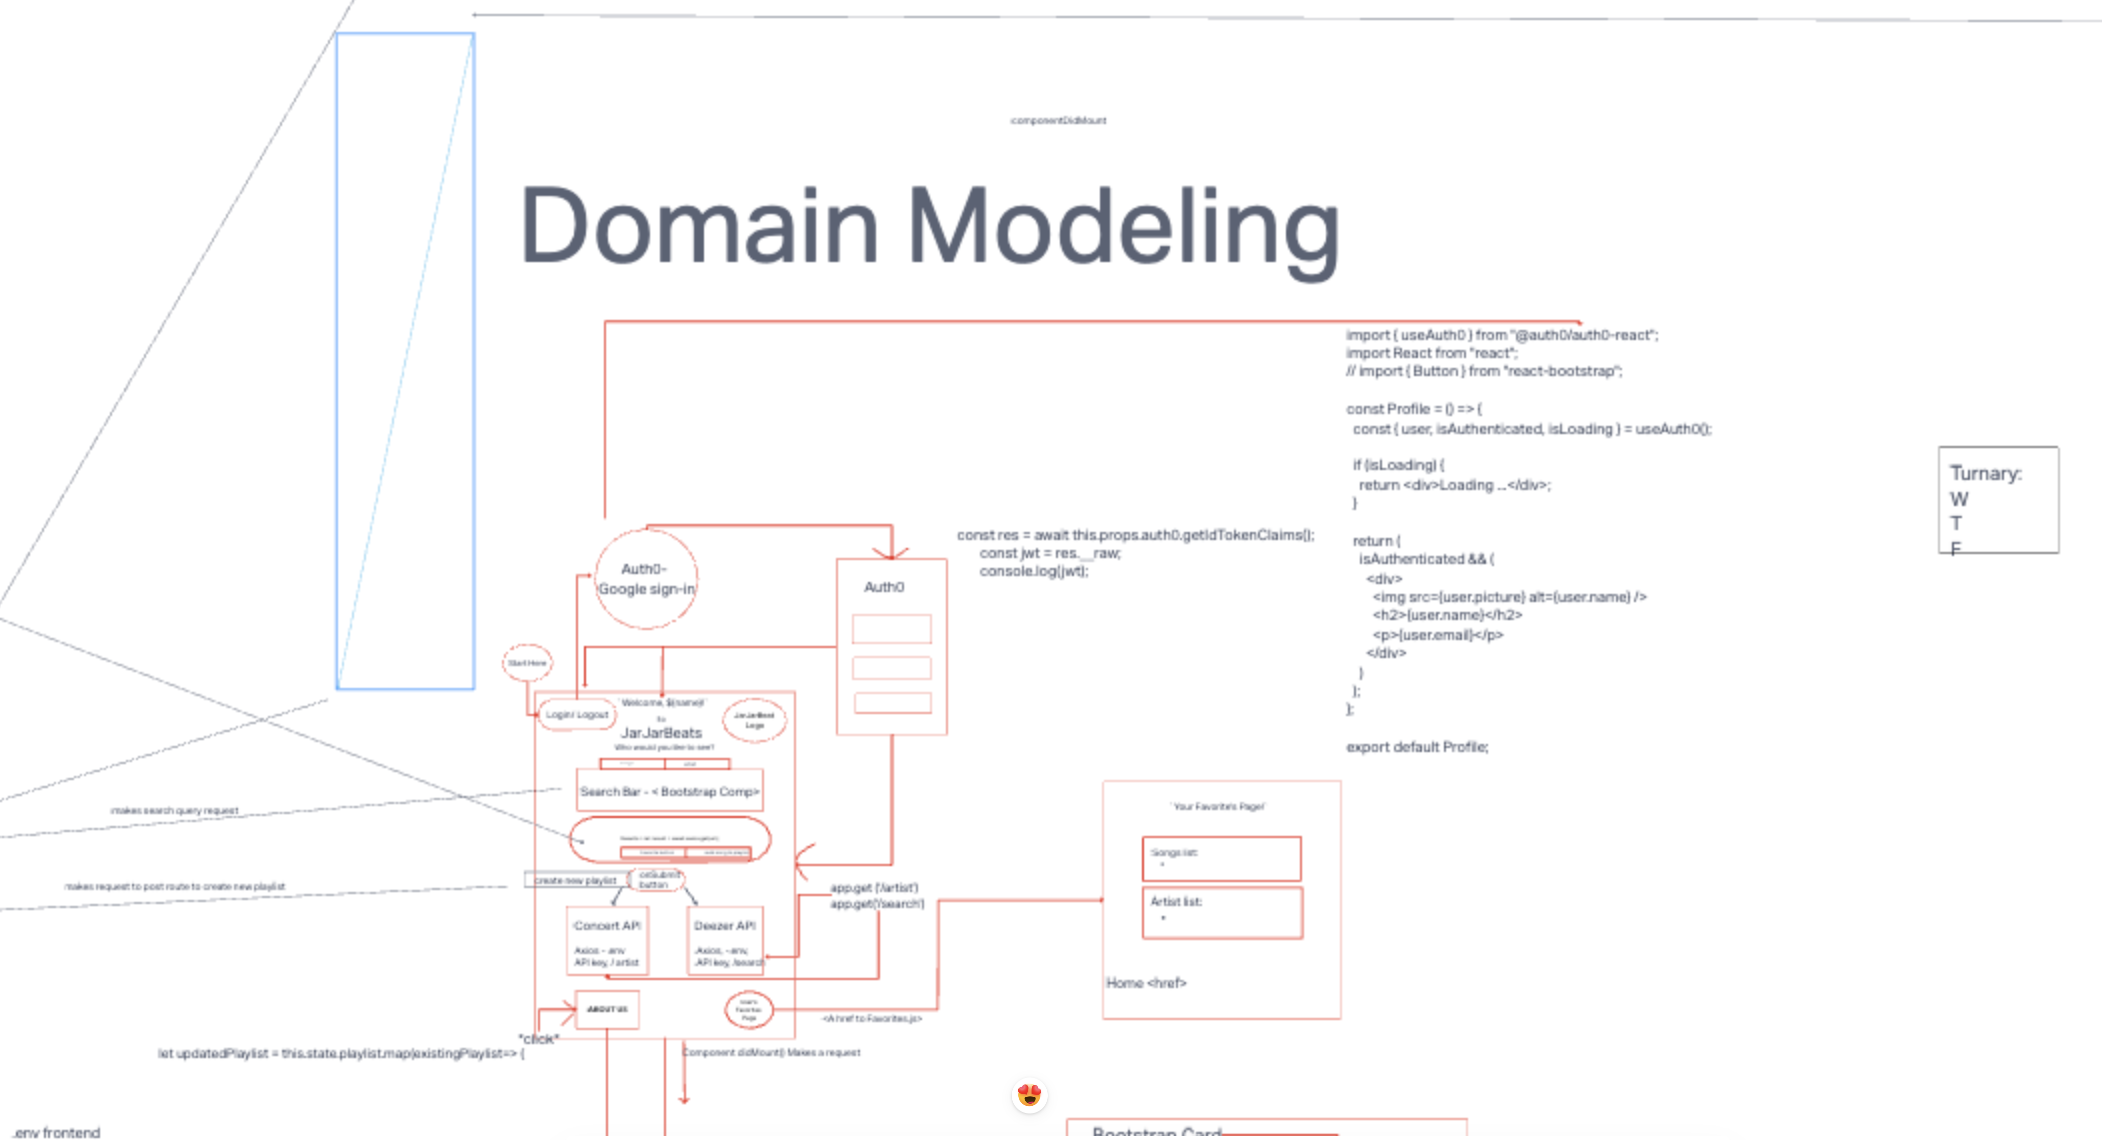 componentDidMount
Domain Modeling
import { useAuth0 } from "@auth0/auth0-react";
import React from "react";
// import { Button } from "react-bootstrap";
const Profile = () => {
const { user, isAuthenticated, isLoading } = useAuth0();
if (isLoading) {
return <div>Loading ...</div>;
}
return (
isAuthenticated && (
<div>
<img src={user.picture} alt={user.name} />
<h2>{user.name}</h2>
<p>{user.email}</p>
</div>
)
);
};
export default Profile;
Turnary:
W
T
F
const res = await this.props.auth0.getIdTokenClaims();
const jwt = res.__raw;
console.log(jwt);
Auth0-
Google sign-in
Auth0
Start Here
Login/ Logout
`Welcome, ${name}!`
to
JarJarBeats
Who would you like to see?
JarJarBeat
Logo
Search Bar - < Bootstrap Comp>
makes search query request
create new playlist
onSubmit
button
makes request to post route to create new playlist
Concert API
Axios - .env
API key, / artist
Deezer API
Axios, -.env,
API key, /search
app.get ('/artist')
app.get('/search')
`Your Favorite's Page!`
Songs list:
Artist list:
Home <href>
ABOUT US
Favorites
Page
<A href to Favorites.js>
*click*
let updatedPlaylist = this.state.playlist.map(existingPlaylist=> {
Component didMount() Makes a request
.env frontend
Bootstrap Card